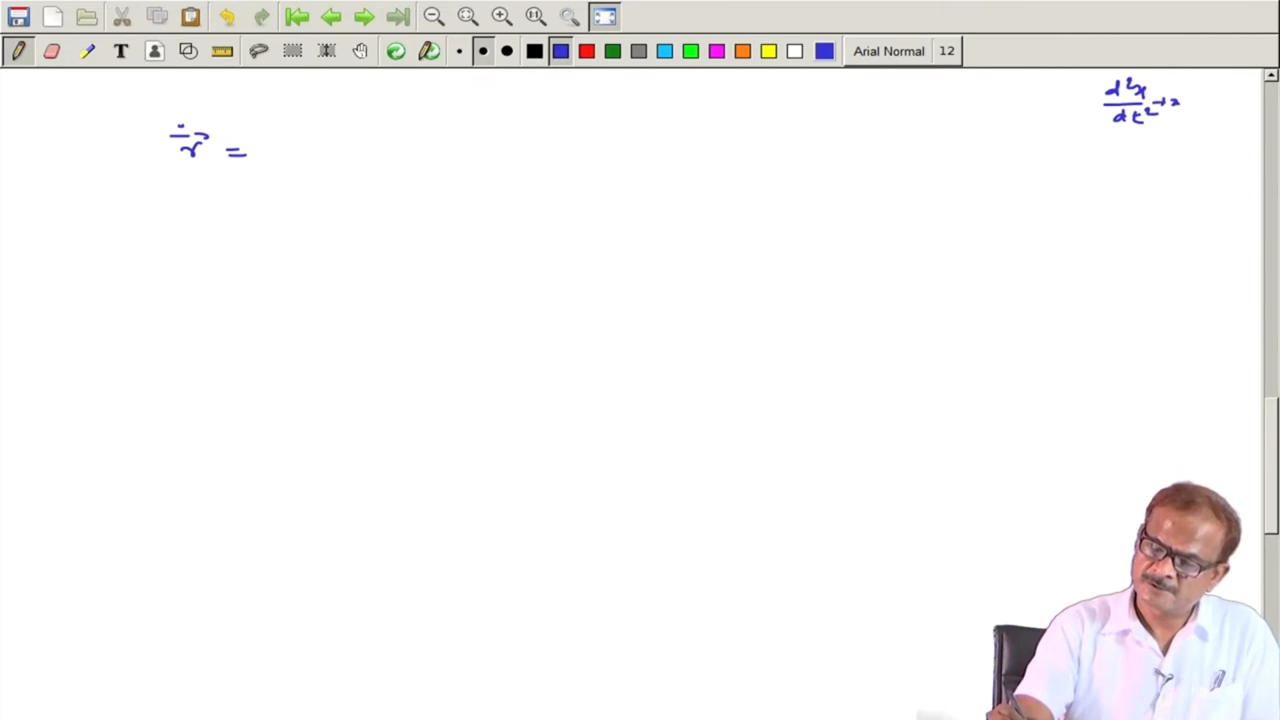 Arial Normal 12
d²x
dt²
r⃗ =